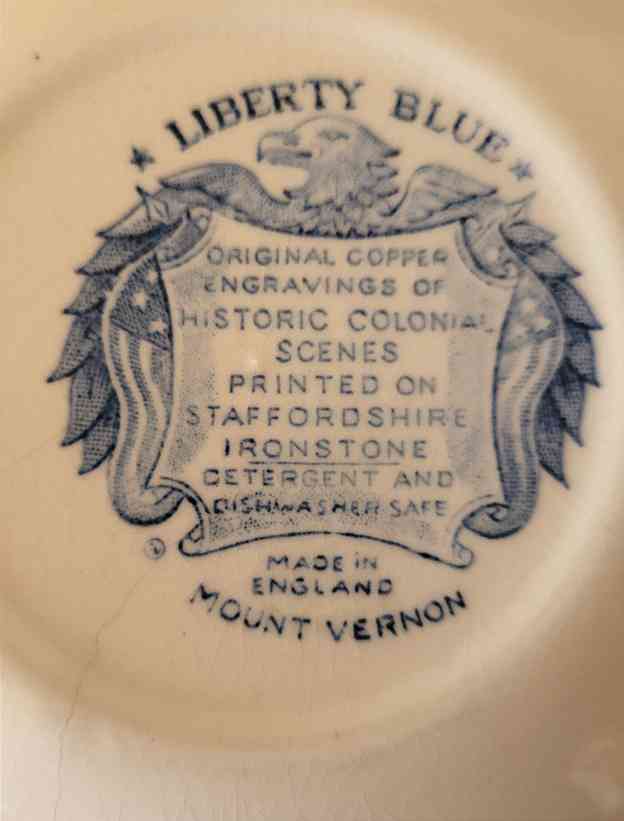 ★ LIBERTY BLUE ★
ORIGINAL COPPER
ENGRAVINGS OF
HISTORIC COLONIAL
SCENES
PRINTED ON
STAFFORDSHIRE
IRONSTONE
DETERGENT AND
DISHWASHER SAFE
MADE IN
ENGLAND
MOUNT VERNON